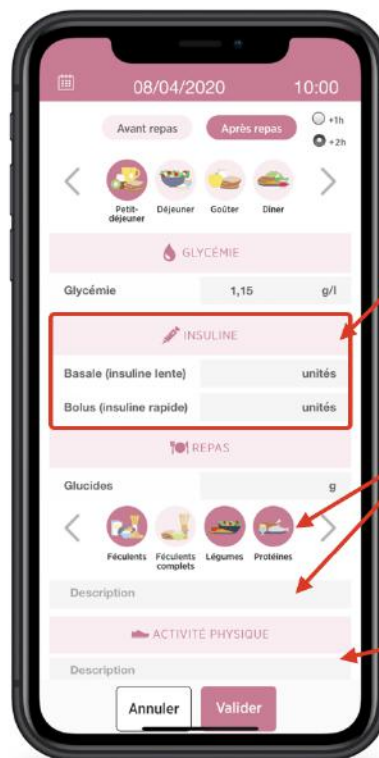 08/04/2020 10:00
Avant repas Après repas +1h
+2h
Petit-
déjeuner Déjeuner Goûter Dîner
GLYCÉMIE
Glycémie 1,15 g/l
INSULINE
Basale (insuline lente) unités
Bolus (insuline rapide) unités
REPAS
Glucides g
Féculents Féculents
complets Légumes Protéines
Description
ACTIVITÉ PHYSIQUE
Description
Annuler Valider